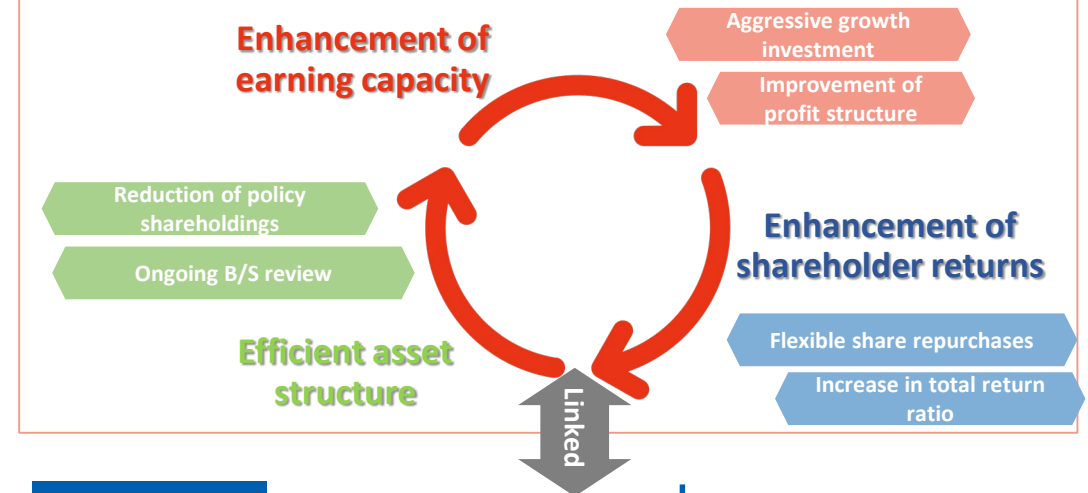 Enhancement of
earning capacity
Aggressive growth
investment
Improvement of
profit structure
Reduction of policy
shareholdings
Ongoing B/S review
Enhancement of
shareholder returns
Efficient asset
structure
Flexible share repurchases
Increase in total return
ratio
Linked